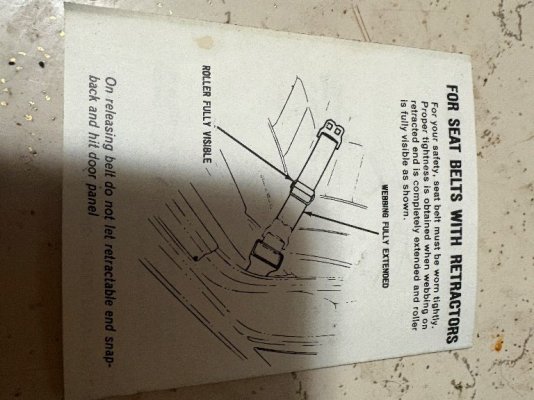 FOR SEAT BELTS WITH RETRACTORS
For your safety, seat belt must be worn tightly.
Proper tightness is obtained when webbing on
retracted end is completely extended and roller
is fully visible as shown.
WEBBING FULLY EXTENDED
ROLLER FULLY VISIBLE
On releasing belt do not let retractable end snap-
back and hit door panel